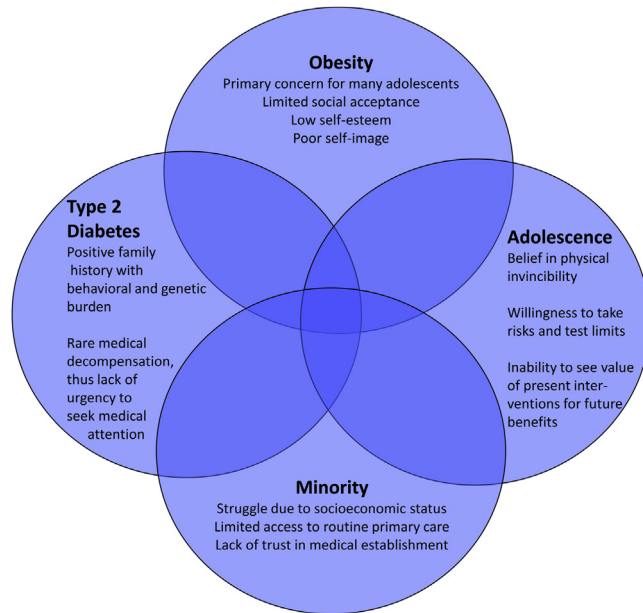 Obesity
Primary concern for many adolescents
Limited social acceptance
Low self-esteem
Poor self-image
Type 2
Diabetes
Positive family
history with
behavioral and genetic
burden
Rare medical
decompensation,
thus lack of
urgency to
seek medical
attention
Adolescence
Belief in physical
invincibility
Willingness to take
risks and test limits
Inability to see value
of present inter-
ventions for future
benefits
Minority
Struggle due to socioeconomic status
Limited access to routine primary care
Lack of trust in medical establishment